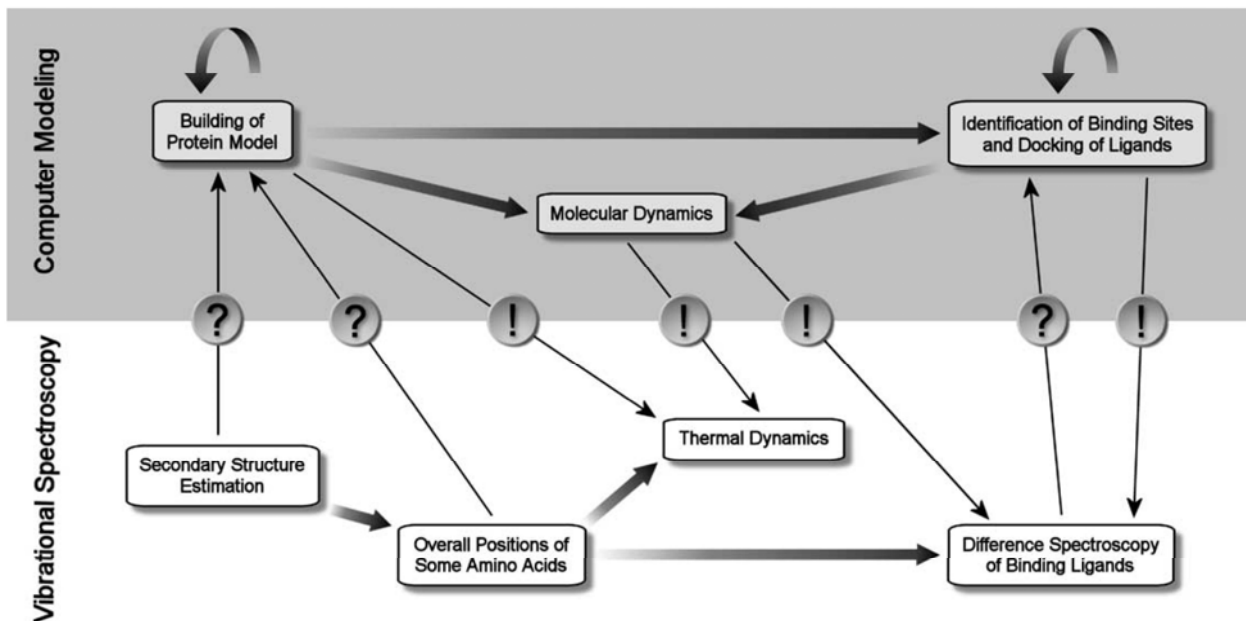 Computer Modeling
Building of
Protein Model
Identification of Binding Sites
and Docking of Ligands
Molecular Dynamics
?
?
!
!
!
?
!
Vibrational Spectroscopy
Thermal Dynamics
Secondary Structure
Estimation
Overall Positions of
Some Amino Acids
Difference Spectroscopy
of Binding Ligands